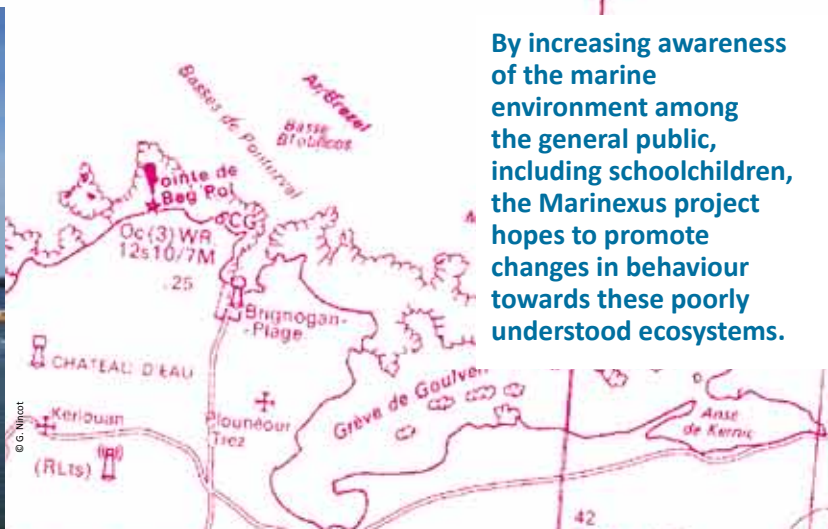 By increasing awareness
of the marine
environment among
the general public,
including schoolchildren,
the Marinexus project
hopes to promote
changes in behaviour
towards these poorly
understood ecosystems.
Basses de Pontusval
Ar Brezel
Basse
Pointe de
Beg Pol
CG
Oc(3)WR
12s10/7M
.25
Brignogan-
-Plage
CHATEAU D'EAU
Kerlouan
Plounéour
Trez
Grève de Goulven
Anse
de Kernic
(RLts)
42
© G. Nincot